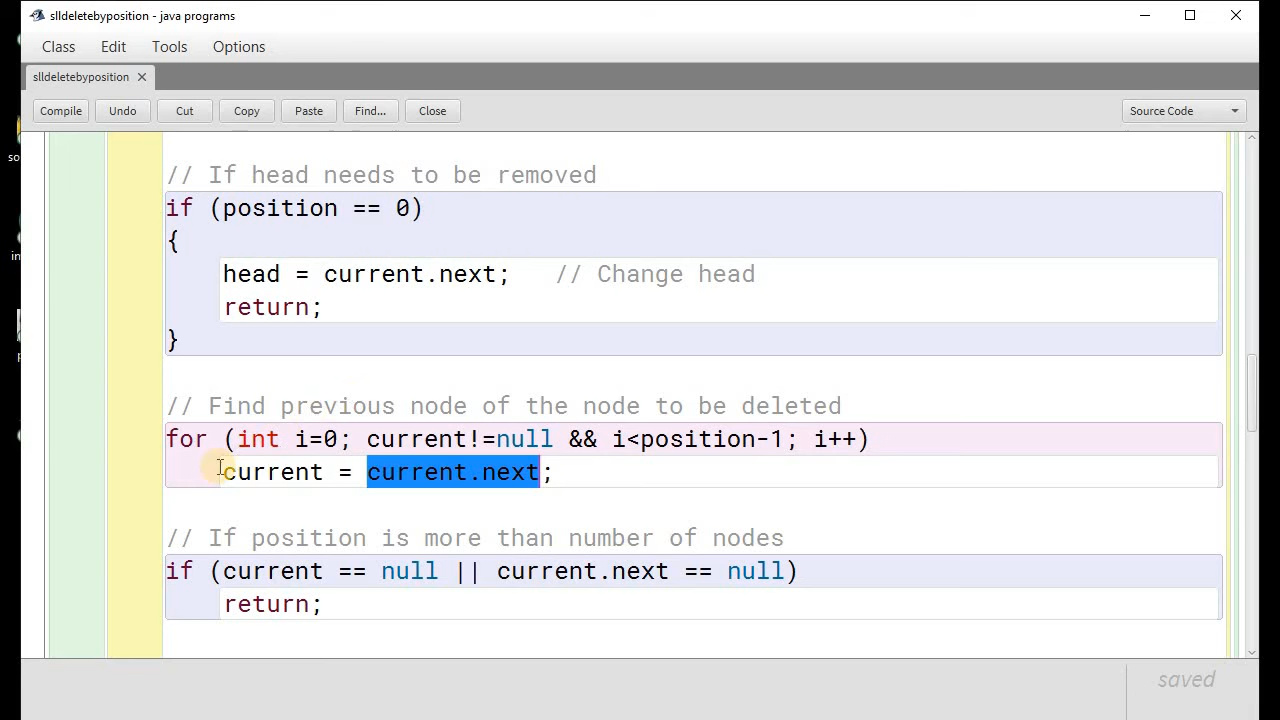 slldeletebyposition - java programs
Class Edit Tools Options
slldeletebyposition
Compile Undo Cut Copy Paste Find... Close Source Code
// If head needs to be removed
if (position == 0)
{
head = current.next; // Change head
return;
}
// Find previous node of the node to be deleted
for (int i=0; current!=null && i<position-1; i++)
current = current.next;
// If position is more than number of nodes
if (current == null || current.next == null)
return;
saved